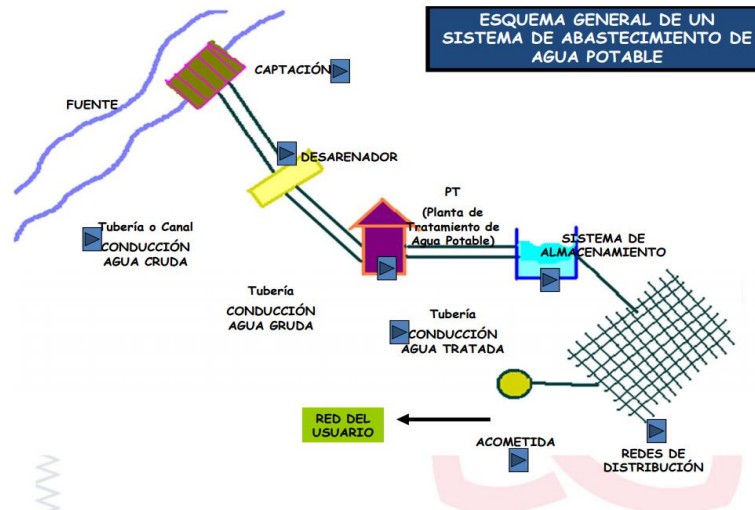 ESQUEMA GENERAL DE UN
SISTEMA DE ABASTECIMIENTO DE
AGUA POTABLE
CAPTACIÓN
FUENTE
DESARENADOR
PT
(Planta de
Tratamiento de
Agua Potable)
Tubería o Canal
CONDUCCIÓN
AGUA CRUDA
SISTEMA DE
ALMACENAMIENTO
Tubería
CONDUCCIÓN
AGUA GRUDA
Tubería
CONDUCCIÓN
AGUA TRATADA
RED DEL
USUARIO
ACOMETIDA
REDES DE
DISTRIBUCIÓN